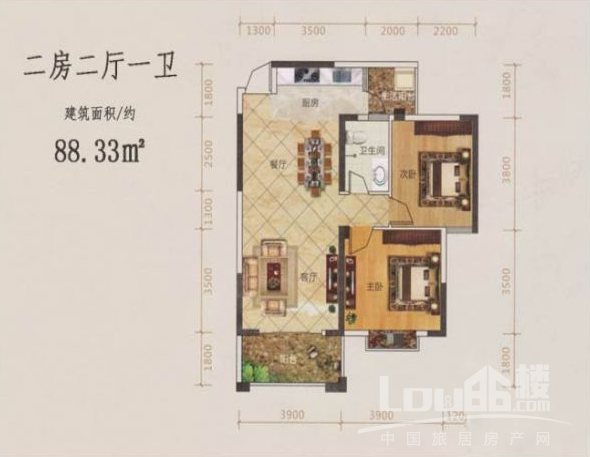 1300 3500 2000 2200
二房二厅一卫
建筑面积/约
88.33m²
1800
2500
1300
3500
1800
厨房
生活阳台
餐厅
卫生间
次卧
客厅
主卧
阳台
1800
3800
3500
1800
3900 3900 120
Lou86楼.com
中国旅居房产网